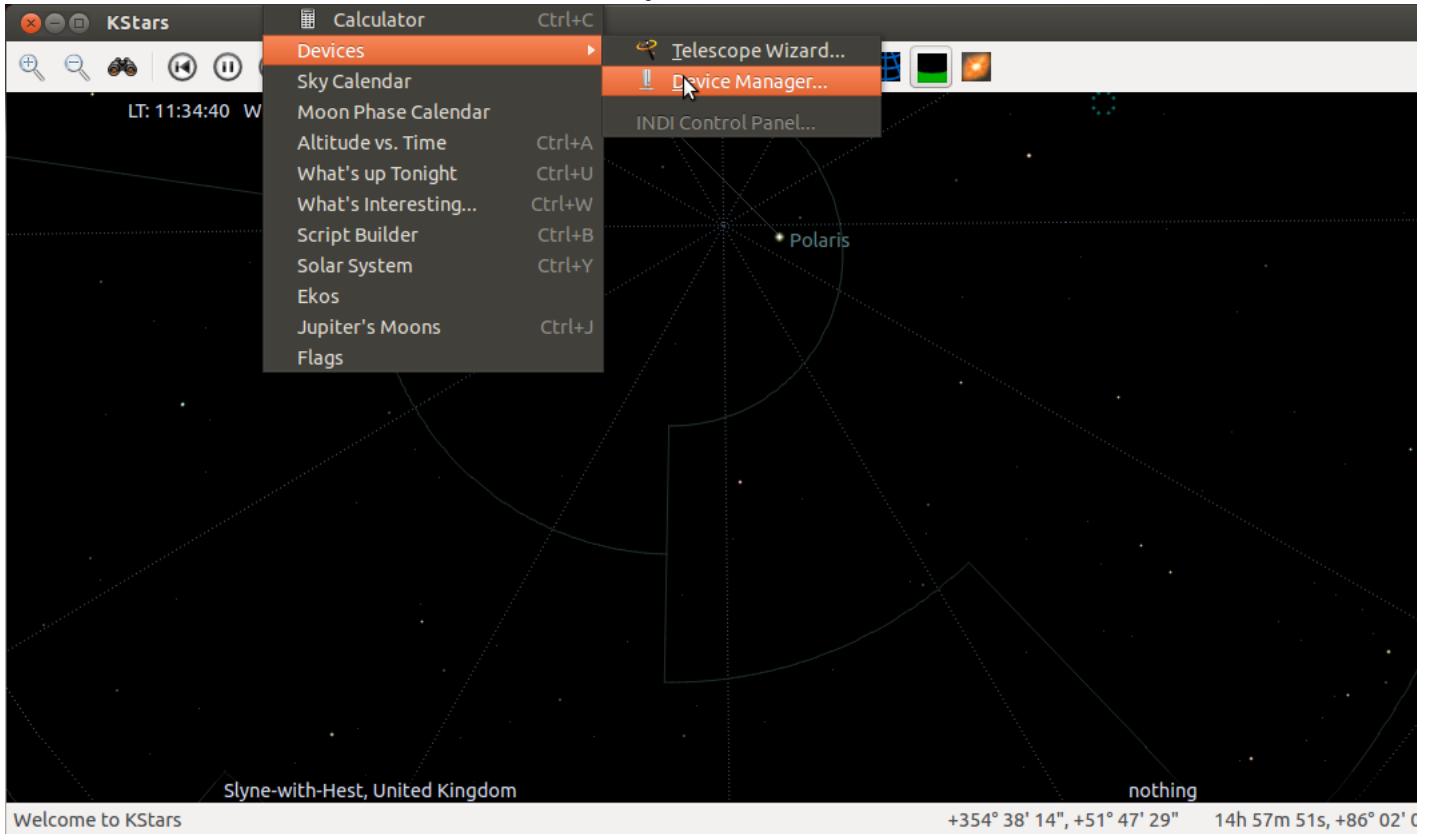 KStars
Calculator Ctrl+C
Devices
Sky Calendar
Moon Phase Calendar
Altitude vs. Time Ctrl+A
What's up Tonight Ctrl+U
What's Interesting... Ctrl+W
Script Builder Ctrl+B
Solar System Ctrl+Y
Ekos
Jupiter's Moons Ctrl+J
Flags
Telescope Wizard...
Device Manager...
INDI Control Panel...
LT: 11:34:40 W
Polaris
Slyne-with-Hest, United Kingdom
nothing
Welcome to KStars
+354° 38' 14", +51° 47' 29" 14h 57m 51s, +86° 02'